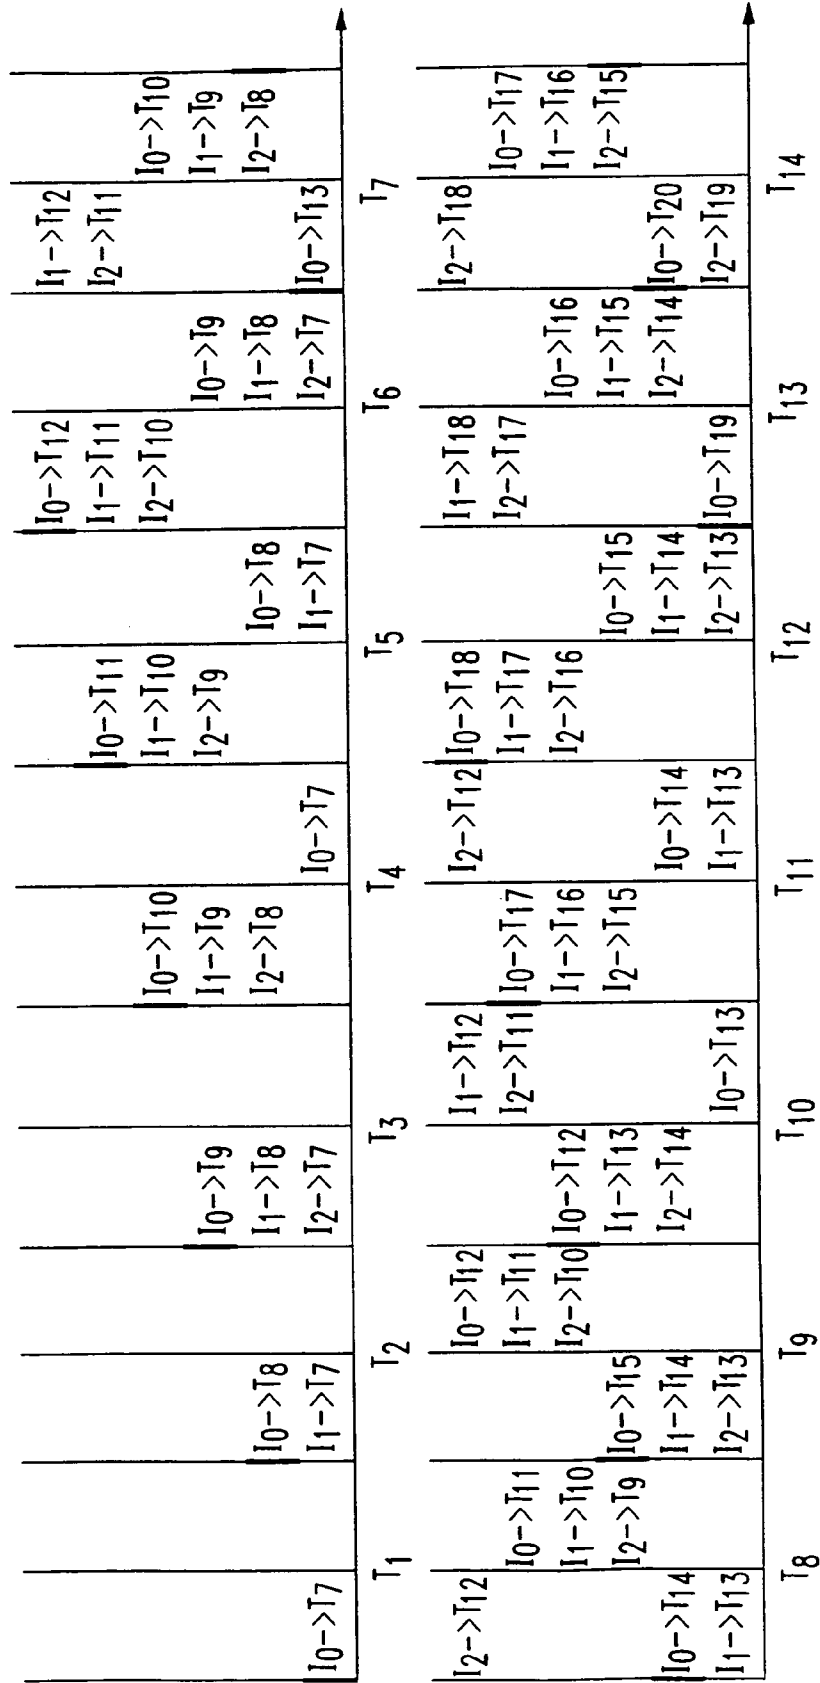 I0->T7
I0->T8
I1->T7
I0->T9
I1->T8
I2->T7
I0->T10
I1->T9
I2->T8
I0->T7
I0->T11
I1->T10
I2->T9
I0->T8
I1->T7
I0->T12
I1->T11
I2->T10
I0->T9
I1->T8
I2->T7
I1->T12
I2->T11
I0->T13
I0->T10
I1->T9
I2->T8
T1 T2 T3 T4 T5 T6 T7
I2->T12
I0->T14
I1->T13
I0->T11
I1->T10
I2->T9
I0->T15
I1->T14
I2->T13
I0->T12
I1->T11
I2->T10
I0->T12
I1->T13
I2->T14
I1->T12
I2->T11
I0->T13
I0->T17
I1->T16
I2->T15
I2->T12
I0->T14
I1->T13
I0->T18
I1->T17
I2->T16
I0->T15
I1->T14
I2->T13
I1->T18
I2->T17
I0->T19
I0->T16
I1->T15
I2->T14
I2->T18
I0->T20
I2->T19
I0->T17
I1->T16
I2->T15
T8 T9 T10 T11 T12 T13 T14